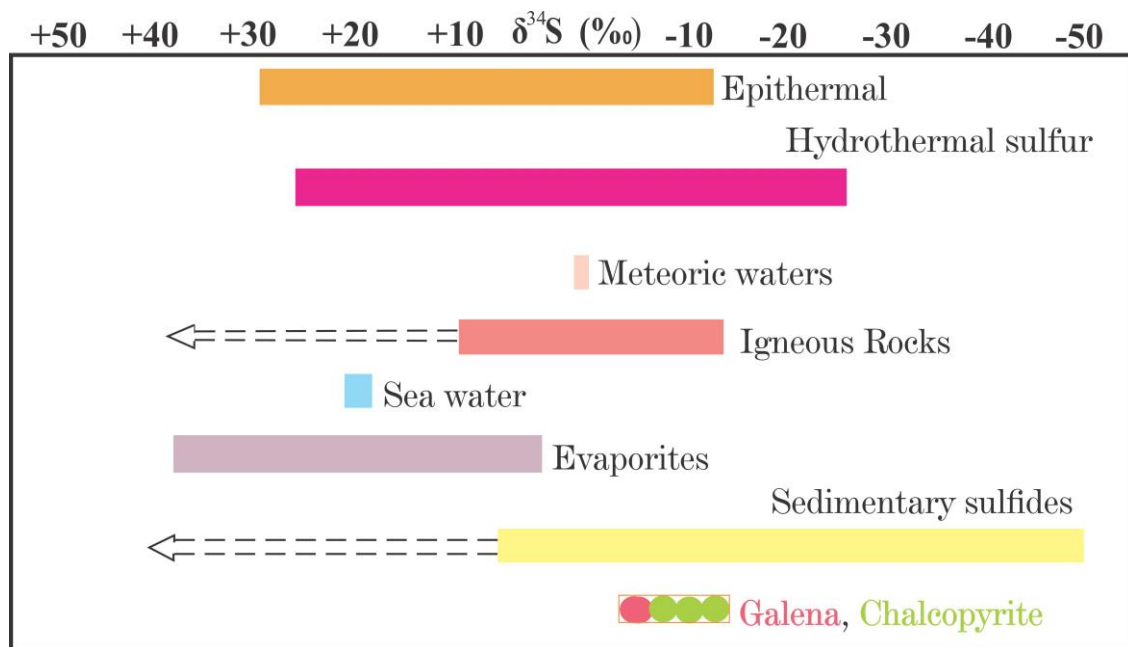 +50 +40 +30 +20 +10 δ³⁴S (‰) -10 -20 -30 -40 -50
Epithermal
Hydrothermal sulfur
Meteoric waters
Igneous Rocks
Sea water
Evaporites
Sedimentary sulfides
Galena, Chalcopyrite